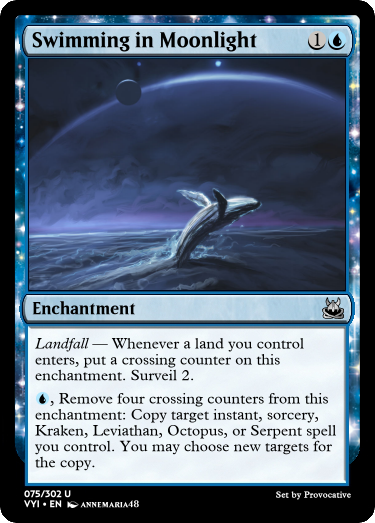 Swimming in Moonlight 1
Enchantment
Landfall — Whenever a land you control
enters, put a crossing counter on this
enchantment. Surveil 2.
, Remove four crossing counters from this
enchantment: Copy target instant, sorcery,
Kraken, Leviathan, Octopus, or Serpent spell
you control. You may choose new targets for
the copy.
075/302 U
VYI • EN ANNEMARIA48
Set by Provocative